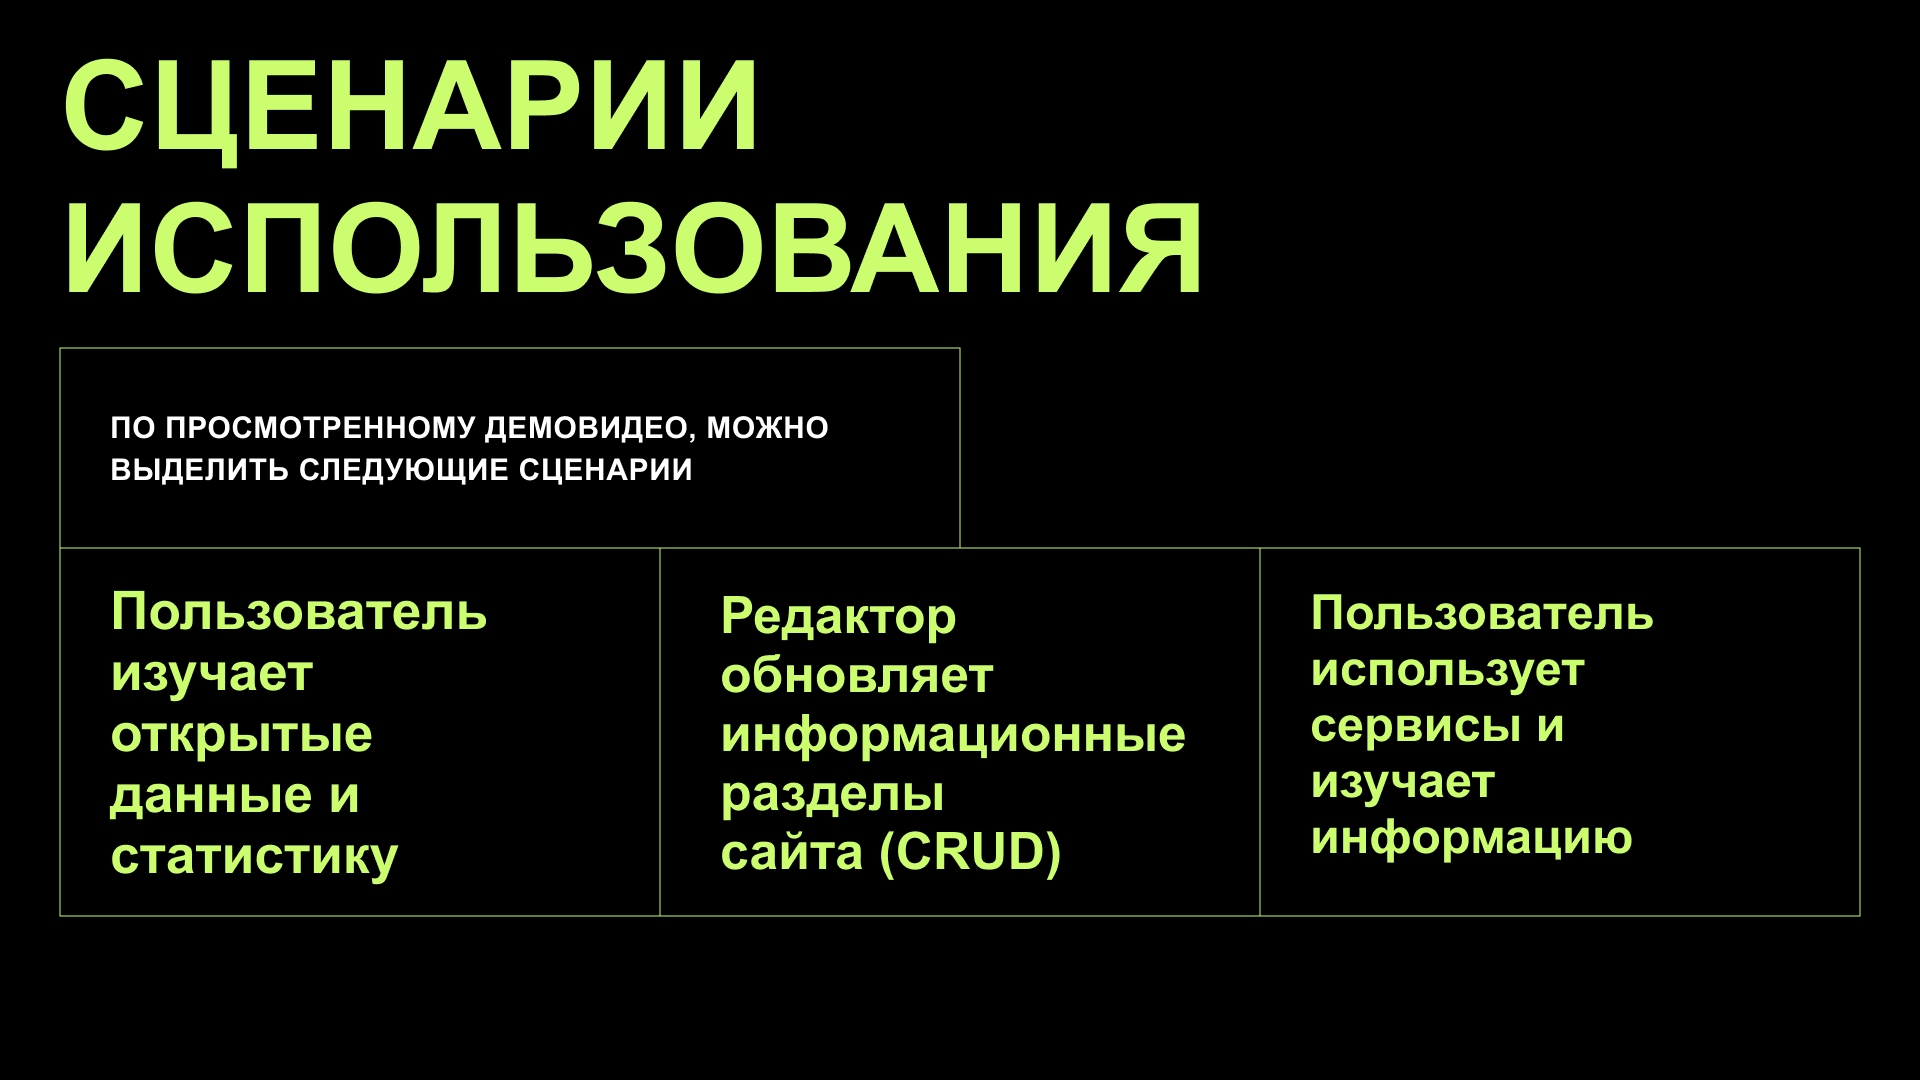 СЦЕНАРИИ
ИСПОЛЬЗОВАНИЯ
ПО ПРОСМОТРЕННОМУ ДЕМОВИДЕО, МОЖНО
ВЫДЕЛИТЬ СЛЕДУЮЩИЕ СЦЕНАРИИ
Пользователь
изучает
открытые
данные и
статистику
Редактор
обновляет
информационные
разделы
сайта (CRUD)
Пользователь
использует
сервисы и
изучает
информацию